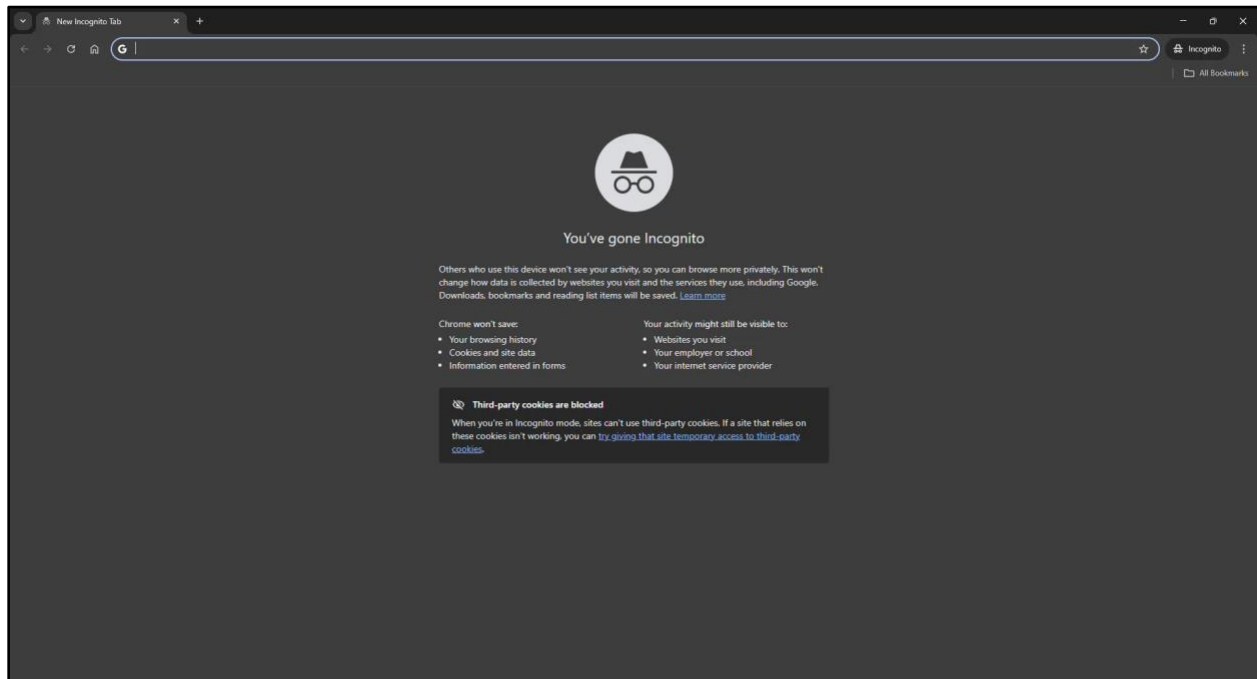 New Incognito Tab
G
Incognito
All Bookmarks
You've gone Incognito
Others who use this device won't see your activity, so you can browse more privately. This won't
change how data is collected by websites you visit and the services they use, including Google.
Downloads, bookmarks and reading list items will be saved. Learn more
Chrome won't save:
• Your browsing history
• Cookies and site data
• Information entered in forms
Your activity might still be visible to:
• Websites you visit
• Your employer or school
• Your internet service provider
Third-party cookies are blocked
When you're in Incognito mode, sites can't use third-party cookies. If a site that relies on
these cookies isn't working, you can try giving that site temporary access to third-party
cookies.